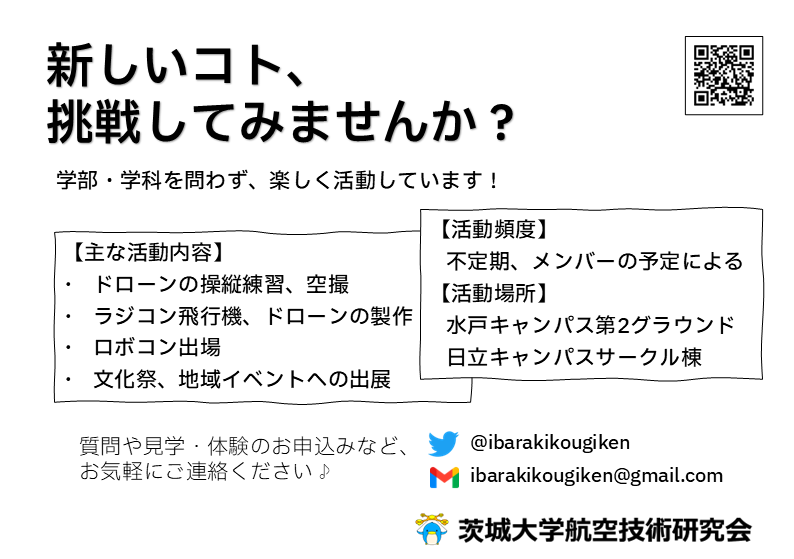 新しいコト、
挑戦してみませんか？
学部・学科を問わず、楽しく活動しています！
【主な活動内容】
・ ドローンの操縦練習、空撮
・ ラジコン飛行機、ドローンの製作
・ ロボコン出場
・ 文化祭、地域イベントへの出展
【活動頻度】
不定期、メンバーの予定による
【活動場所】
水戸キャンパス第2グラウンド
日立キャンパスサークル棟
質問や見学・体験のお申込みなど、
お気軽にご連絡ください♪
@ibarakikougiken
ibarakikougiken@gmail.com
茨城大学航空技術研究会